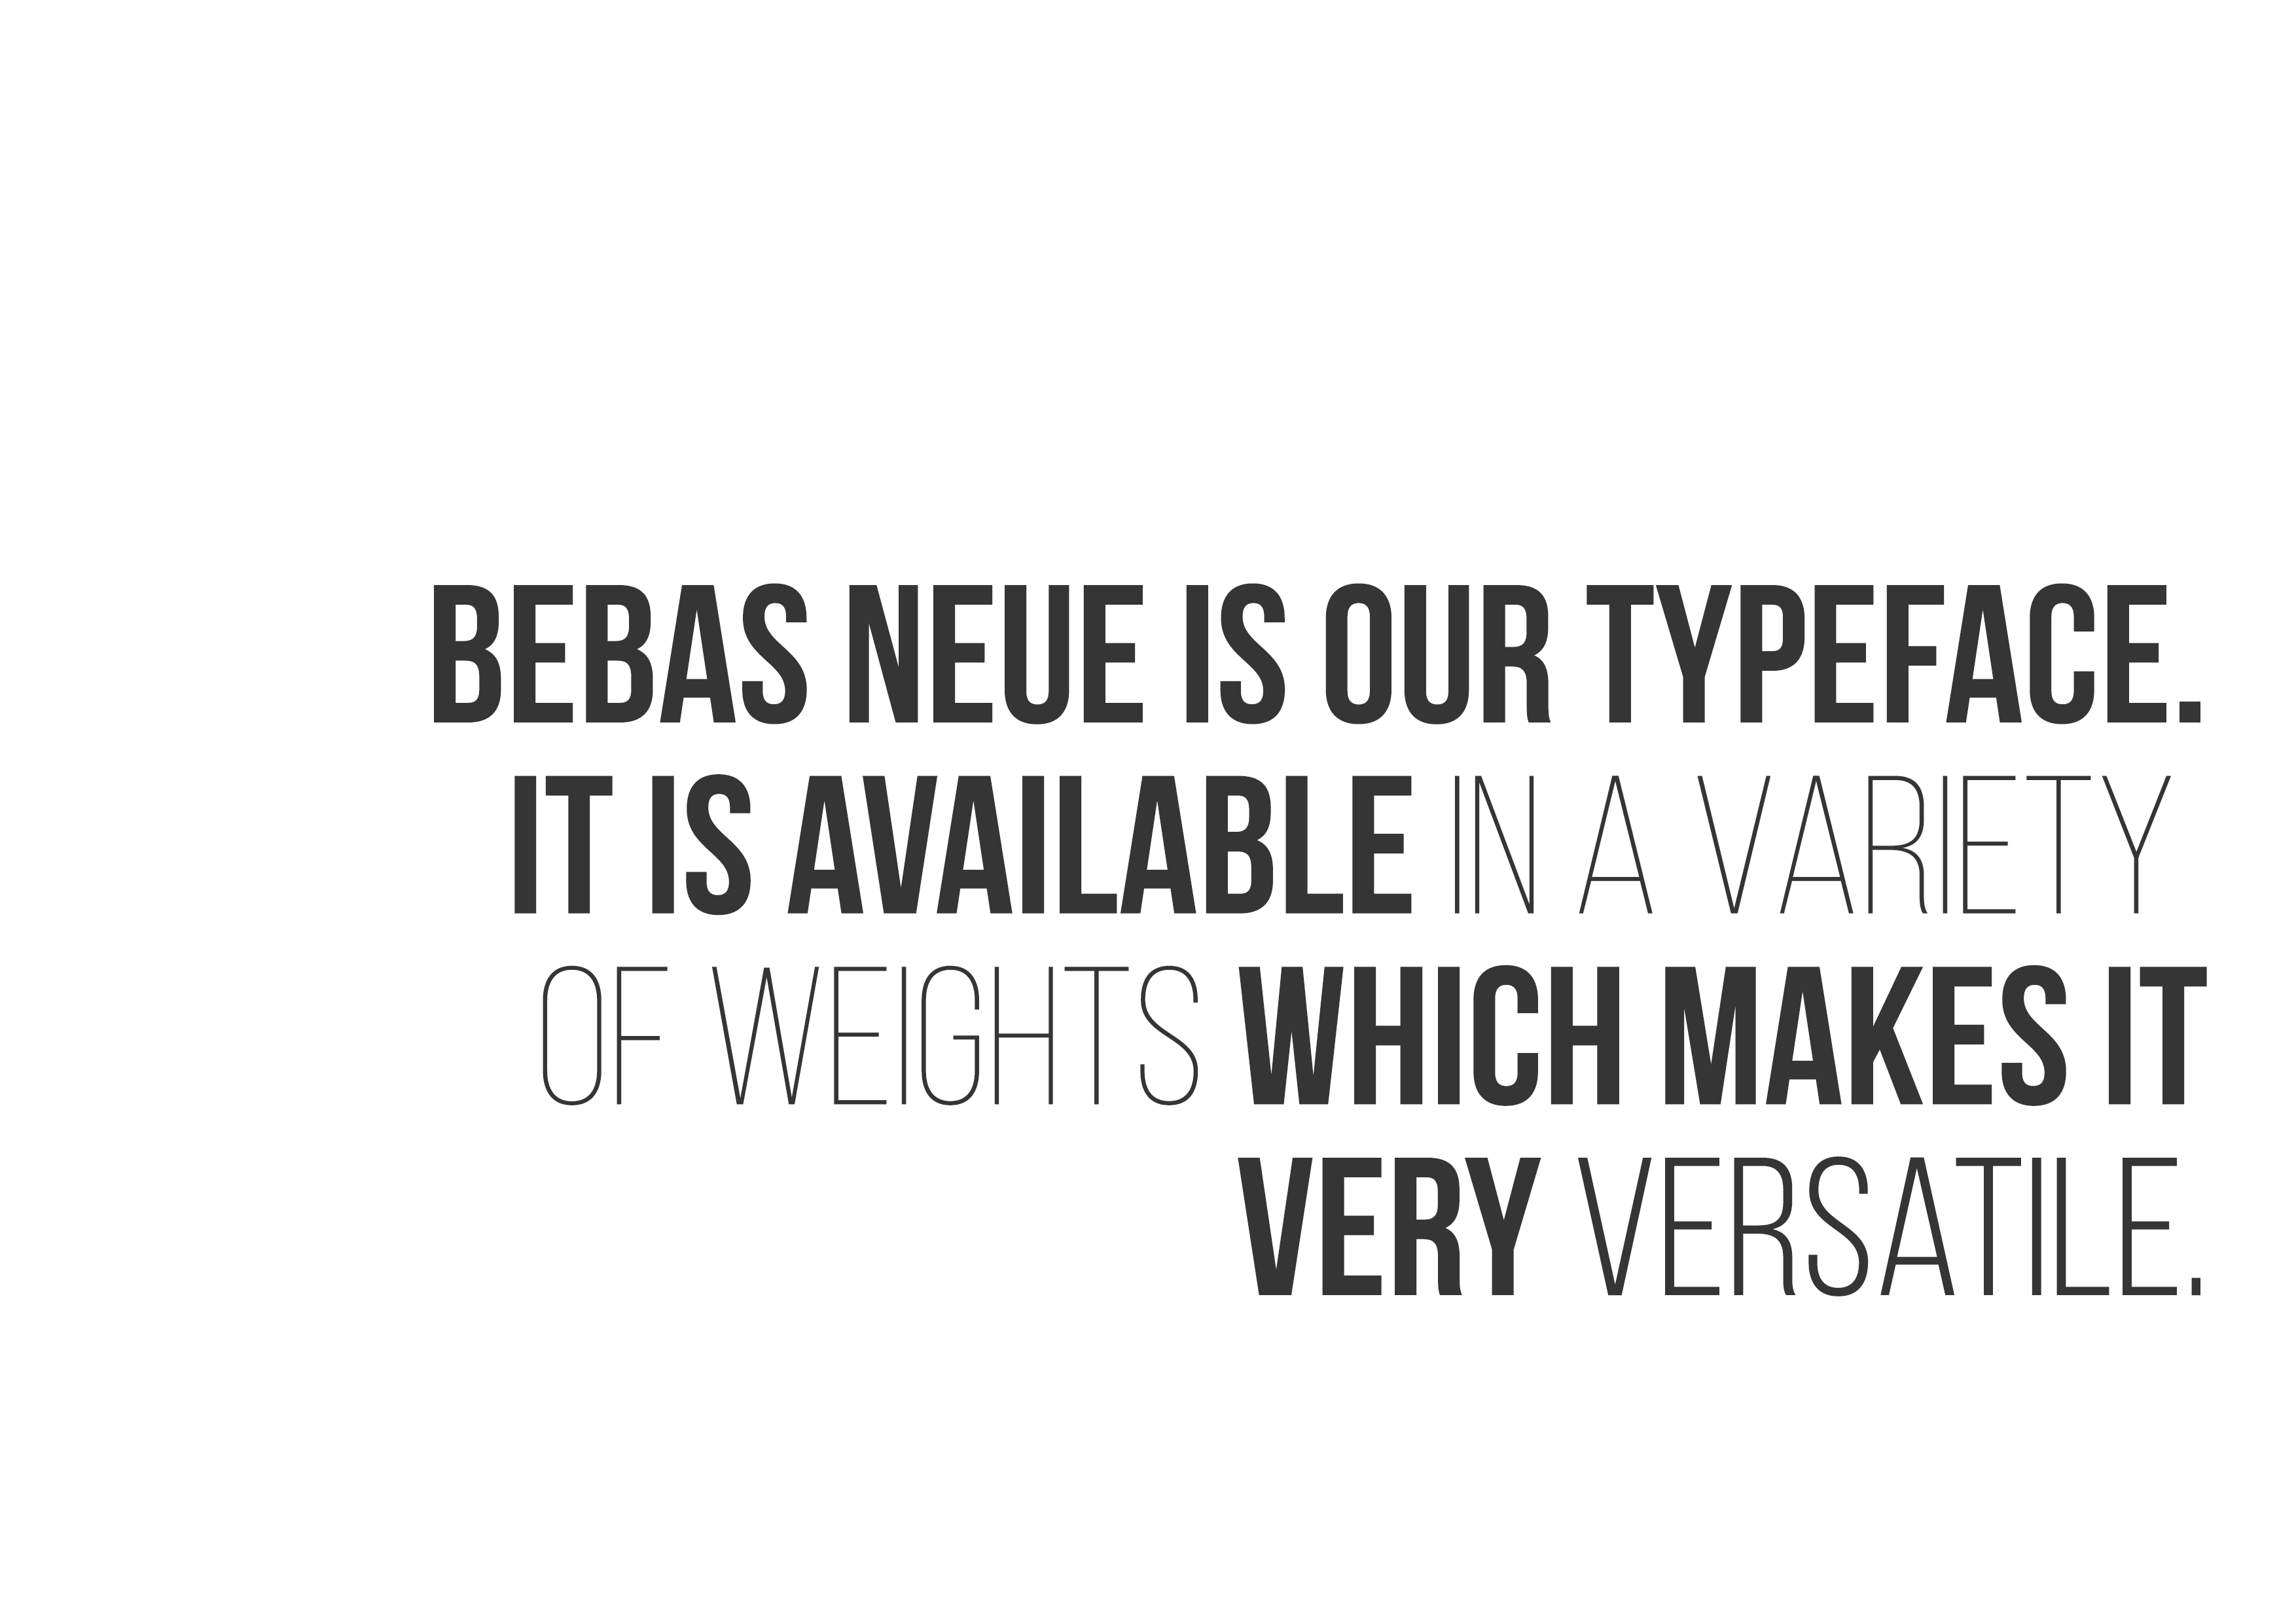 BEBAS NEUE IS OUR TYPEFACE.
IT IS AVAILABLE IN A VARIETY
OF WEIGHTS WHICH MAKES IT
VERY VERSATILE.